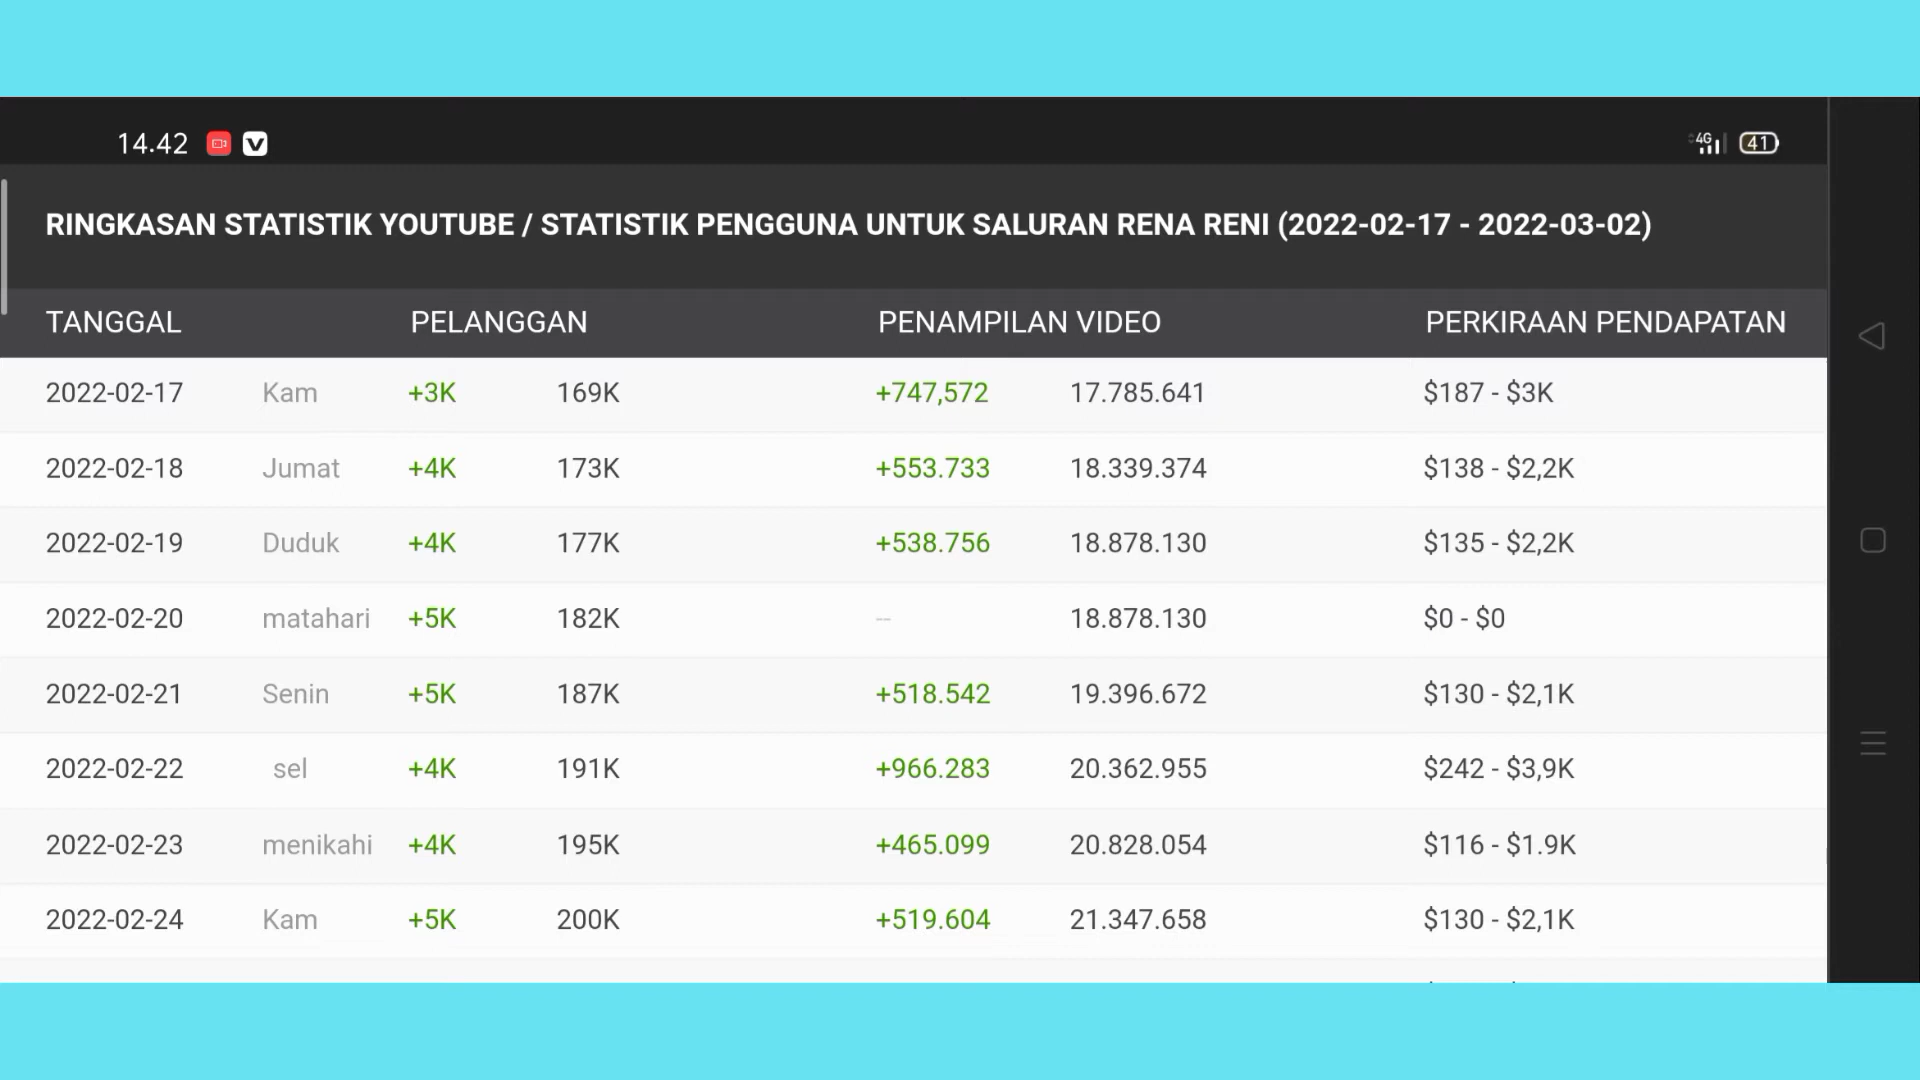 14.42 4G 41
RINGKASAN STATISTIK YOUTUBE / STATISTIK PENGGUNA UNTUK SALURAN RENA RENI (2022-02-17 - 2022-03-02)
TANGGAL PELANGGAN PENAMPILAN VIDEO PERKIRAAN PENDAPATAN
2022-02-17 Kam +3K 169K +747,572 17.785.641 $187 - $3K
2022-02-18 Jumat +4K 173K +553.733 18.339.374 $138 - $2,2K
2022-02-19 Duduk +4K 177K +538.756 18.878.130 $135 - $2,2K
2022-02-20 matahari +5K 182K -- 18.878.130 $0 - $0
2022-02-21 Senin +5K 187K +518.542 19.396.672 $130 - $2,1K
2022-02-22 sel +4K 191K +966.283 20.362.955 $242 - $3,9K
2022-02-23 menikahi +4K 195K +465.099 20.828.054 $116 - $1.9K
2022-02-24 Kam +5K 200K +519.604 21.347.658 $130 - $2,1K